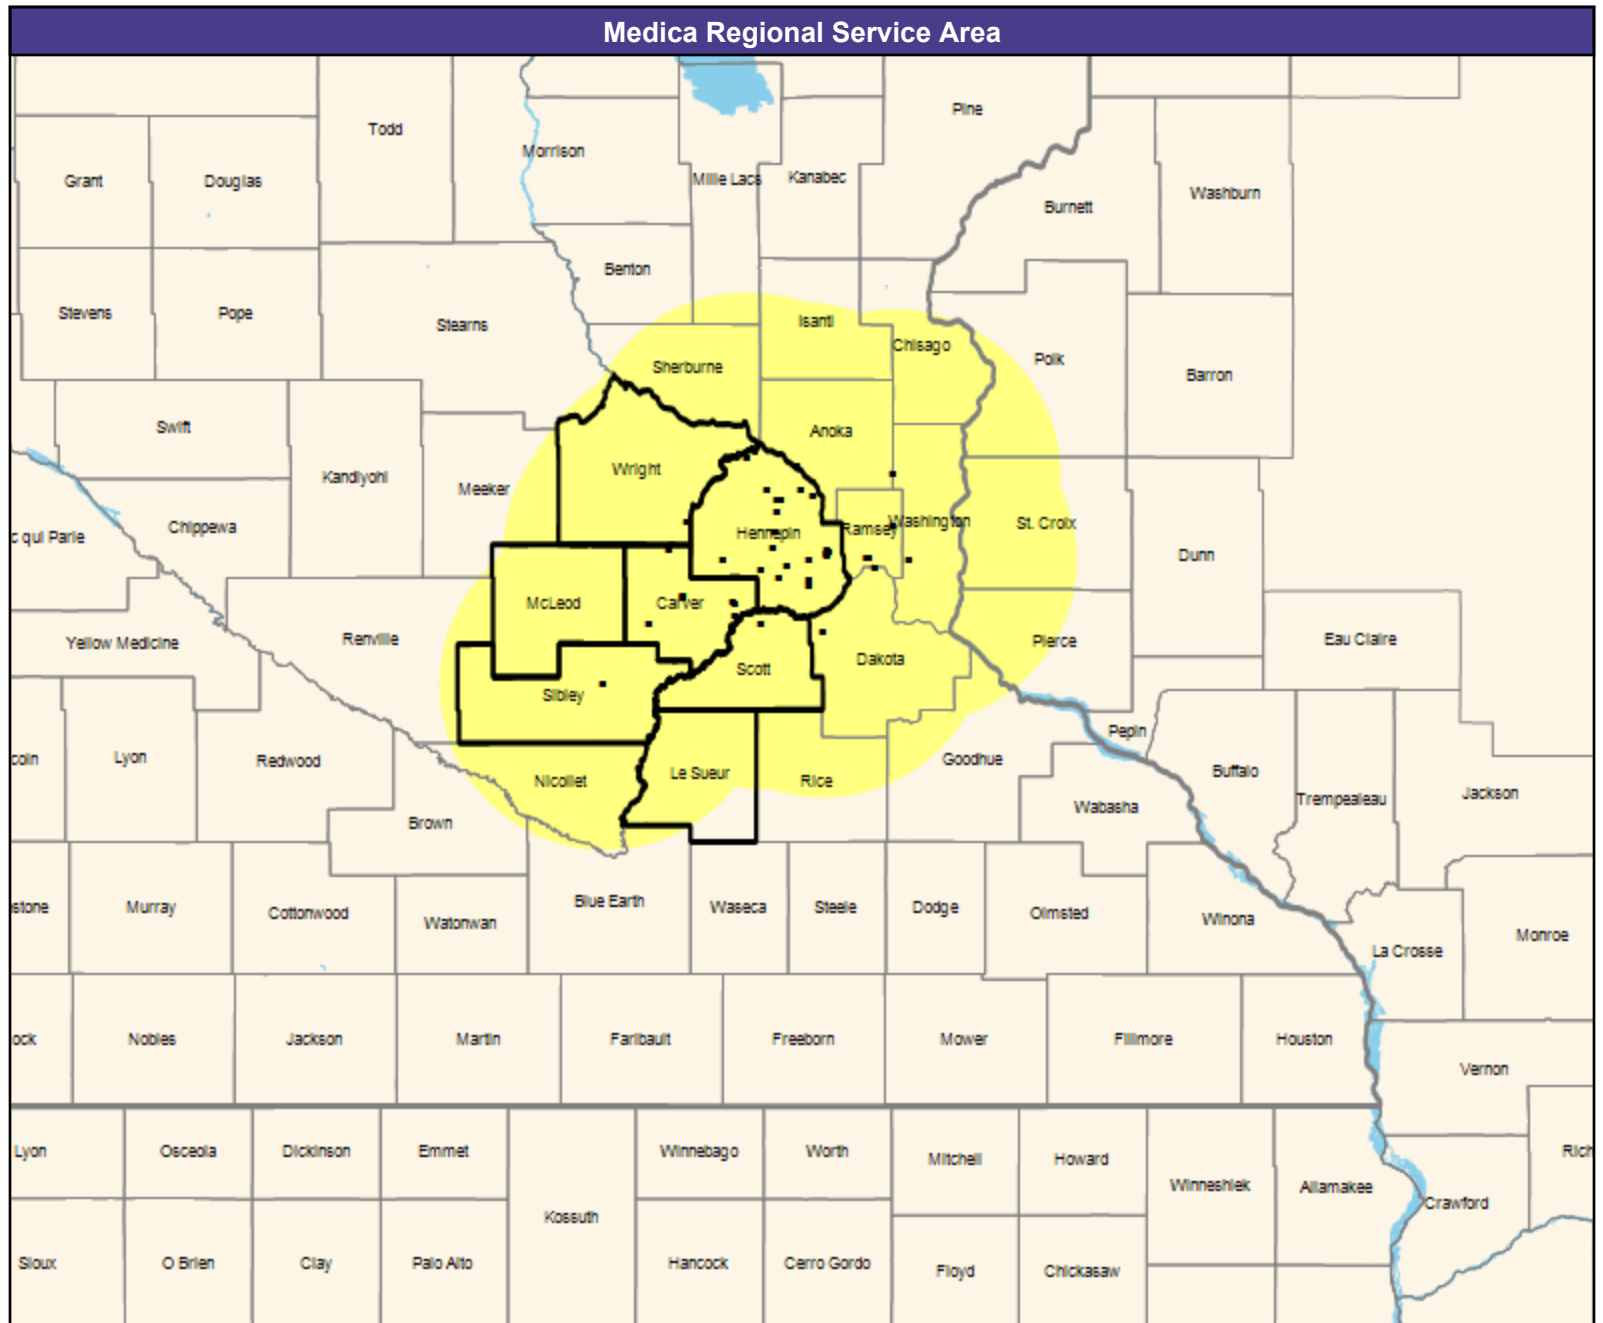 Medica Regional Service Area
Pine
Todd
Morrison
Mille Lacs
Kanabec
Grant
Douglas
Washburn
Burnett
Benton
Stevens
Pope
Stearns
Isanti
Chisago
Sherburne
Polk
Barron
Swift
Anoka
Wright
Kandiyohi
Meeker
Chippewa
c qui Parle
Hennepin
Ramsey
Washington
St. Croix
Dunn
McLeod
Carver
Yellow Medicine
Renville
Pierce
Eau Claire
Scott
Dakota
Sibley
coln
Lyon
Redwood
Nicollet
Le Sueur
Rice
Goodhue
Pepin
Buffalo
Trempealeau
Jackson
Wabasha
Brown
stone
Murray
Cottonwood
Watonwan
Blue Earth
Waseca
Steele
Dodge
Olmsted
Winona
La Crosse
Monroe
ock
Nobles
Jackson
Martin
Faribault
Freeborn
Mower
Fillmore
Houston
Vernon
Lyon
Osceola
Dickinson
Emmet
Winnebago
Worth
Mitchell
Howard
Winneshiek
Allamakee
Crawford
Rich
Kossuth
Sioux
O Brien
Clay
Palo Alto
Hancock
Cerro Gordo
Floyd
Chickasaw